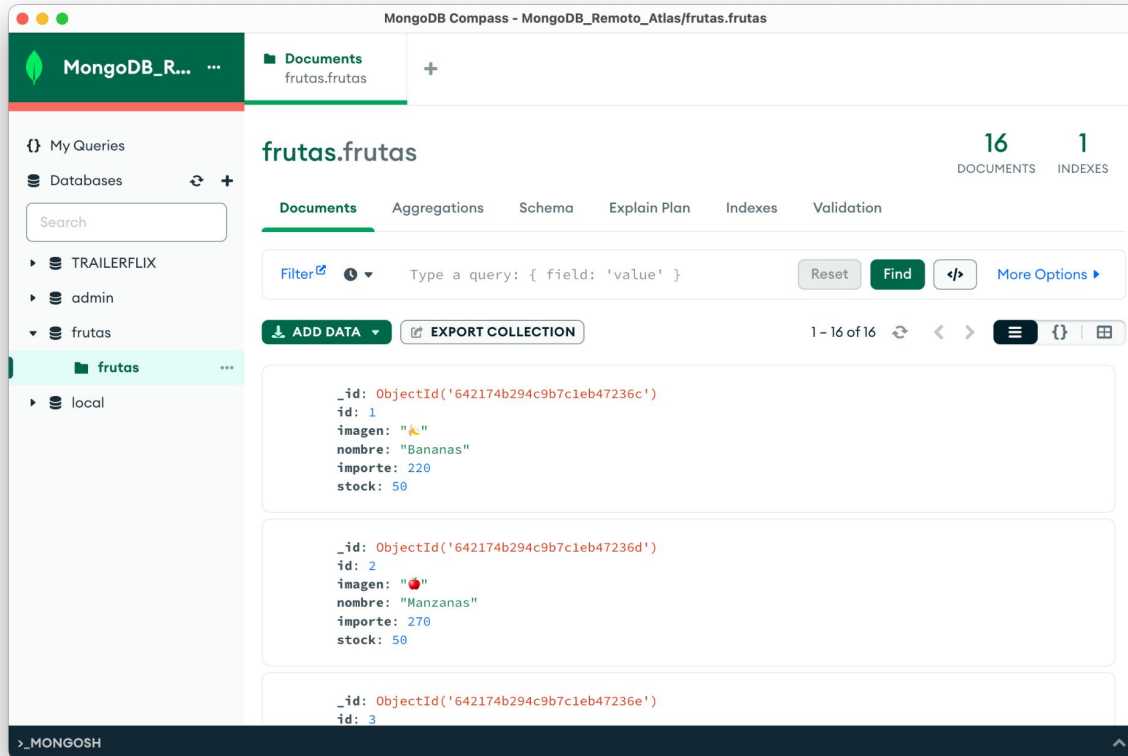 MongoDB Compass - MongoDB_Remoto_Atlas/frutas.frutas
MongoDB_R... ...
Documents
frutas.frutas
+
{} My Queries
Databases
Search
TRAILERFLIX
admin
frutas
frutas ...
local
frutas.frutas
16
DOCUMENTS
1
INDEXES
Documents Aggregations Schema Explain Plan Indexes Validation
Filter Type a query: { field: 'value' } Reset Find </> More Options
ADD DATA EXPORT COLLECTION 1 – 16 of 16 {}
_id: ObjectId('642174b294c9b7c1eb47236c')
id: 1
imagen: "🍌"
nombre: "Bananas"
importe: 220
stock: 50
_id: ObjectId('642174b294c9b7c1eb47236d')
id: 2
imagen: "🍎"
nombre: "Manzanas"
importe: 270
stock: 50
_id: ObjectId('642174b294c9b7c1eb47236e')
id: 3
>_MONGOSH